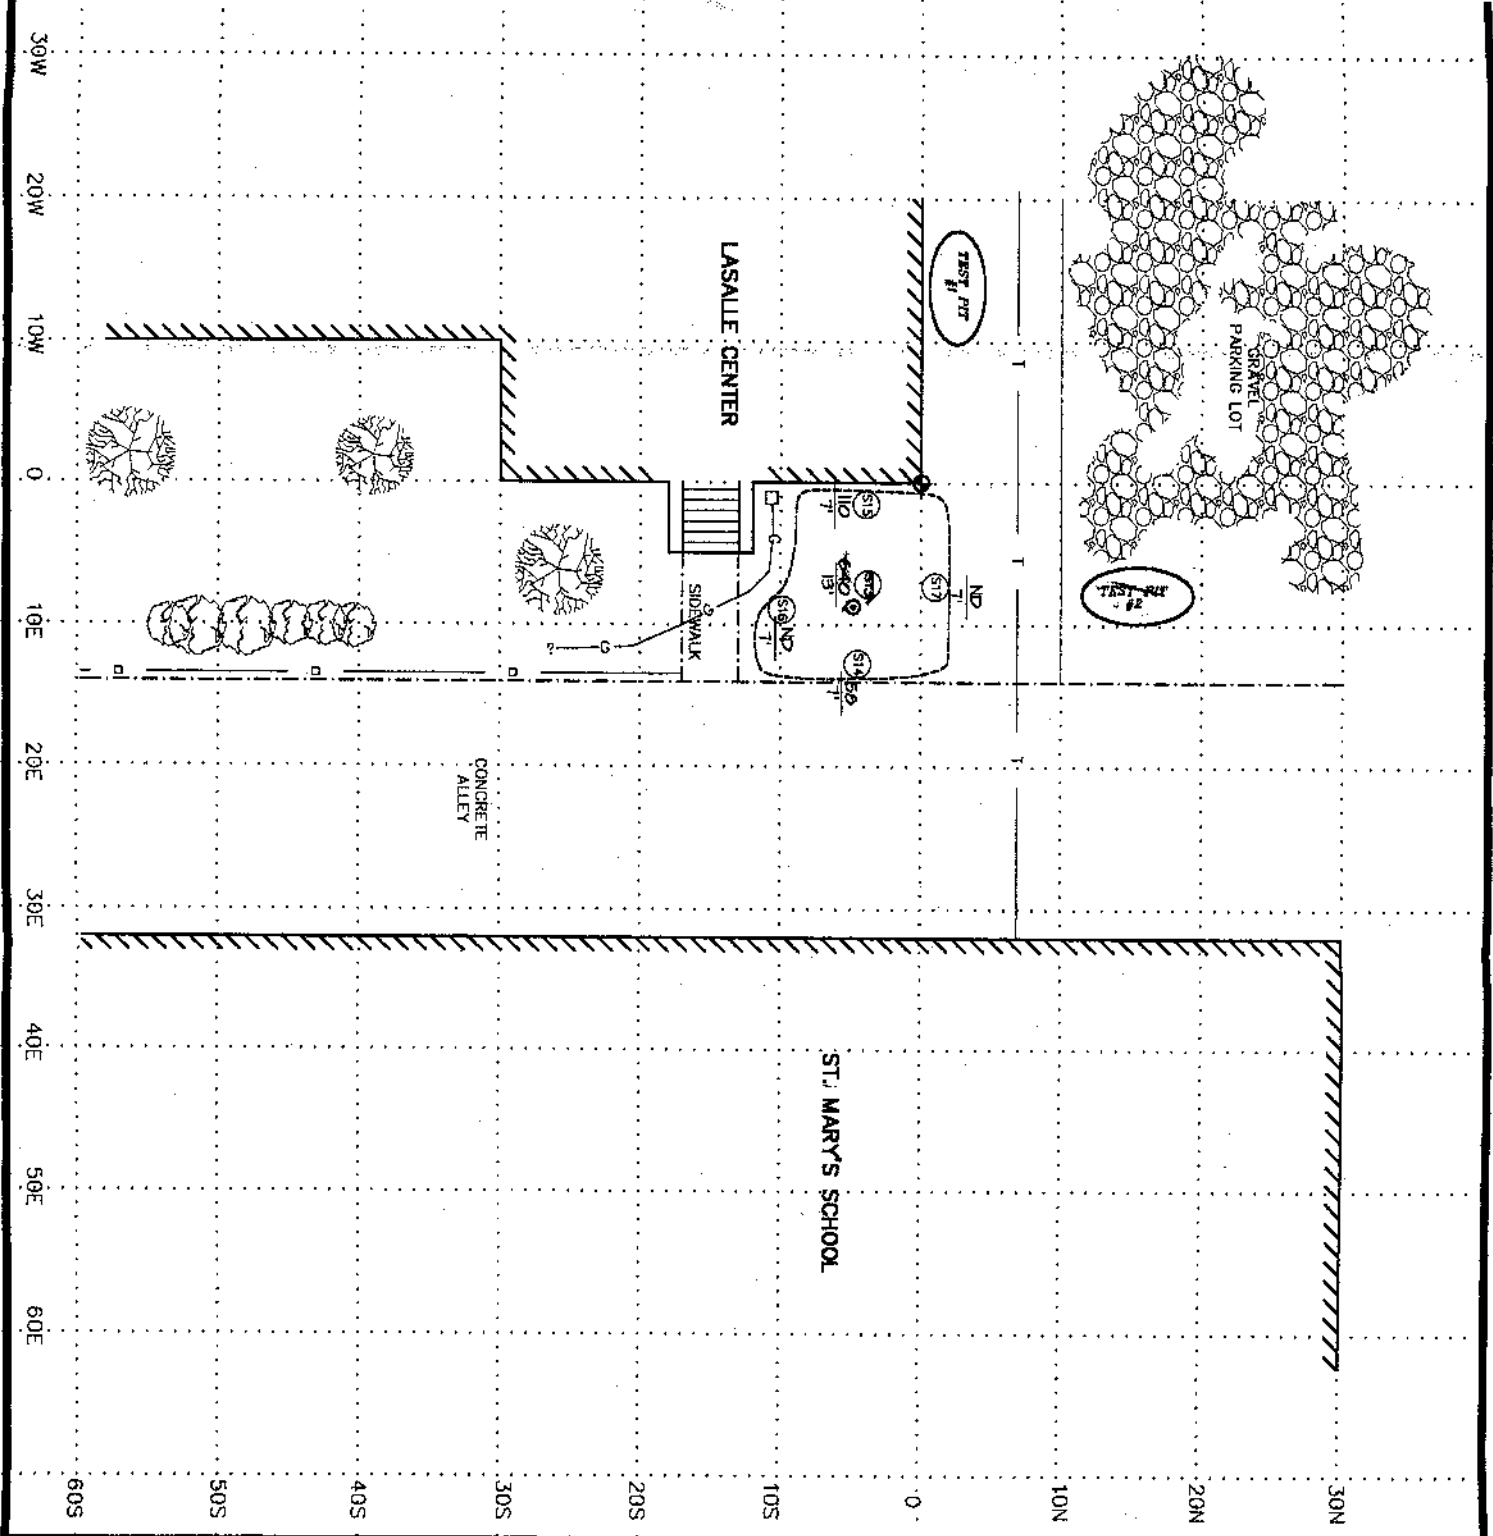 30W
20W
10W
0
10E
20E
30E
40E
50E
60E
60S
50S
40S
30S
20S
10S
0
10N
20N
30N
GRAVEL
PARKING LOT
TEST PIT
#1
TEST PIT
#2
LASALLE CENTER
T
T
T
S15
110
7'
S17
ND
7'
13'
S16
ND
7'
S14
7'
G
G
G
?
SIDEWALK
CONCRETE
ALLEY
ST. MARY'S SCHOOL